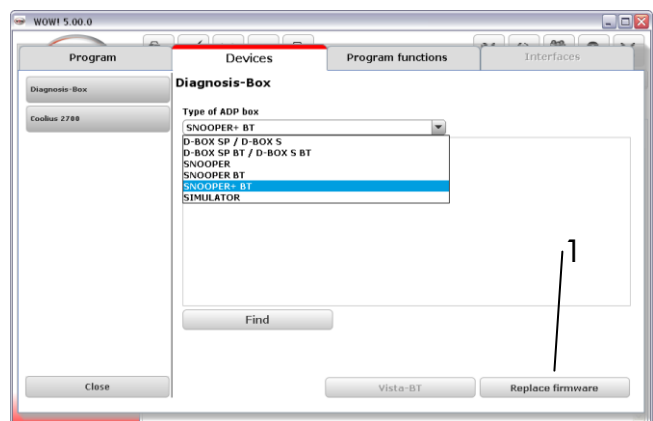 WOW! 5.00.0
Program
Devices
Program functions
Interfaces
Diagnosis-Box
Coolius 2700
Diagnosis-Box
Type of ADP box
SNOOPER+ BT
D-BOX SP / D-BOX S
D-BOX SP BT / D-BOX S BT
SNOOPER
SNOOPER BT
SNOOPER+ BT
SIMULATOR
1
Find
Close
Vista-BT
Replace firmware